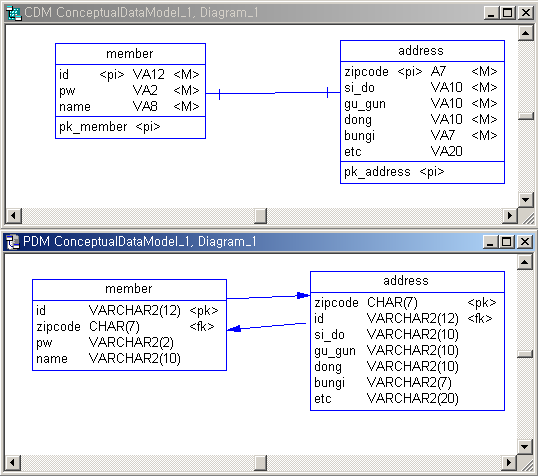 CDM ConceptualDataModel_1, Diagram_1
member
id <pi> VA12 <M>
pw VA2 <M>
name VA8 <M>
pk_member <pi>
address
zipcode <pi> A7 <M>
si_do VA10 <M>
gu_gun VA10 <M>
dong VA10 <M>
bungi VA7 <M>
etc VA20
pk_address <pi>
PDM ConceptualDataModel_1, Diagram_1
member
id VARCHAR2(12) <pk>
zipcode CHAR(7) <fk>
pw VARCHAR2(2)
name VARCHAR2(10)
address
zipcode CHAR(7) <pk>
id VARCHAR2(12) <fk>
si_do VARCHAR2(10)
gu_gun VARCHAR2(10)
dong VARCHAR2(10)
bungi VARCHAR2(7)
etc VARCHAR2(20)